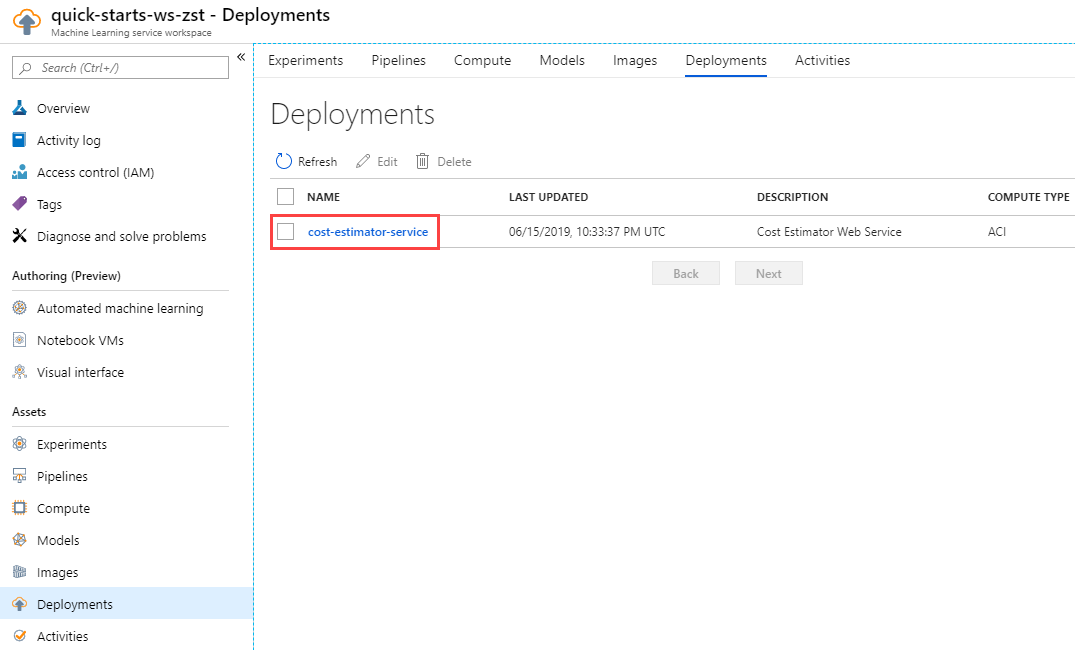 quick-starts-ws-zst - Deployments
Machine Learning service workspace
Search (Ctrl+/)
«
Overview
Activity log
Access control (IAM)
Tags
Diagnose and solve problems
Authoring (Preview)
Automated machine learning
Notebook VMs
Visual interface
Assets
Experiments
Pipelines
Compute
Models
Images
Deployments
Activities
Experiments Pipelines Compute Models Images Deployments Activities
Deployments
Refresh Edit Delete
NAME LAST UPDATED DESCRIPTION COMPUTE TYPE
cost-estimator-service 06/15/2019, 10:33:37 PM UTC Cost Estimator Web Service ACI
Back Next